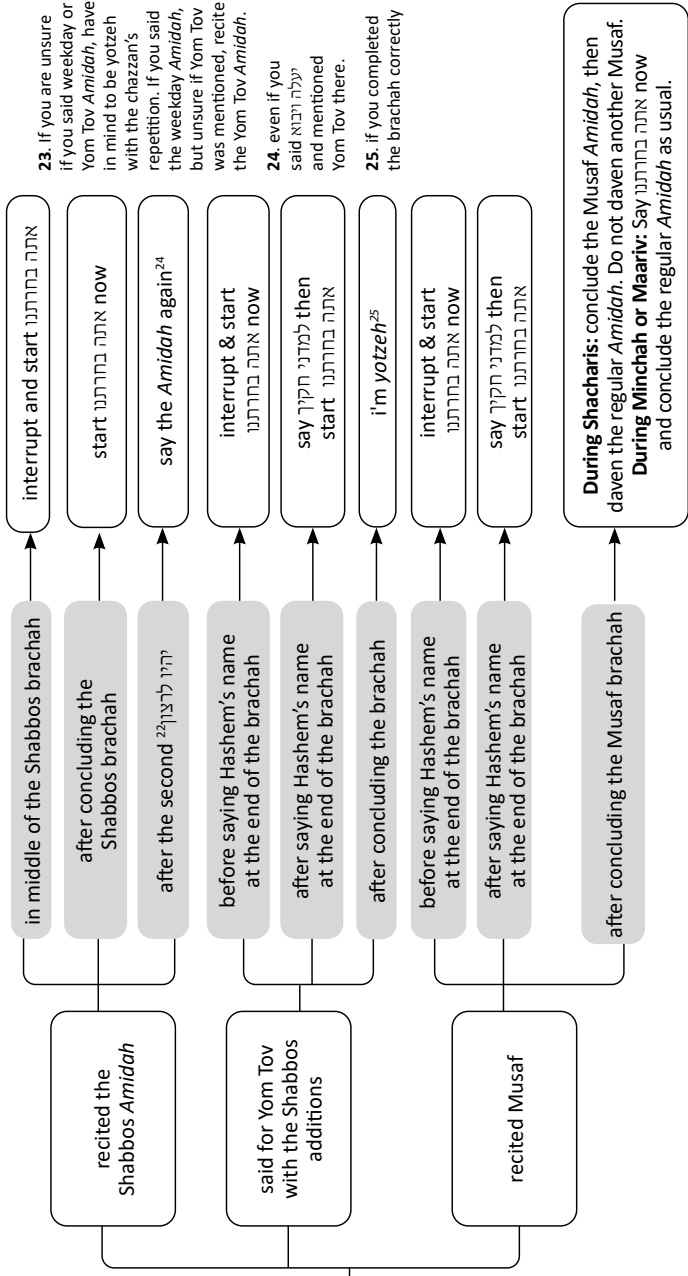 recited the
Shabbos Amidah
in middle of the Shabbos brachah
interrupt and start אתה בחרתנו
after concluding the
Shabbos brachah
start אתה בחרתנו now
after the second יהיו לרצון22
say the Amidah again24
said for Yom Tov
with the Shabbos
additions
before saying Hashem's name
at the end of the brachah
interrupt & start
אתה בחרתנו now
after saying Hashem's name
at the end of the brachah
say למדני חקיך then
start אתה בחרתנו
after concluding the brachah
i'm yotzeh25
recited Musaf
before saying Hashem's name
at the end of the brachah
interrupt & start
אתה בחרתנו now
after saying Hashem's name
at the end of the brachah
say למדני חקיך then
start אתה בחרתנו
after concluding the Musaf brachah
During Shacharis: conclude the Musaf Amidah, then
daven the regular Amidah. Do not daven another Musaf.
During Minchah or Maariv: Say אתה בחרתנו now
and conclude the regular Amidah as usual.
23. If you are unsure
if you said weekday or
Yom Tov Amidah, have
in mind to be yotzeh
with the chazzan's
repetition. If you said
the weekday Amidah,
but unsure if Yom Tov
was mentioned, recite
the Yom Tov Amidah.
24. even if you
said יעלה ויבוא
and mentioned
Yom Tov there.
25. if you completed
the brachah correctly